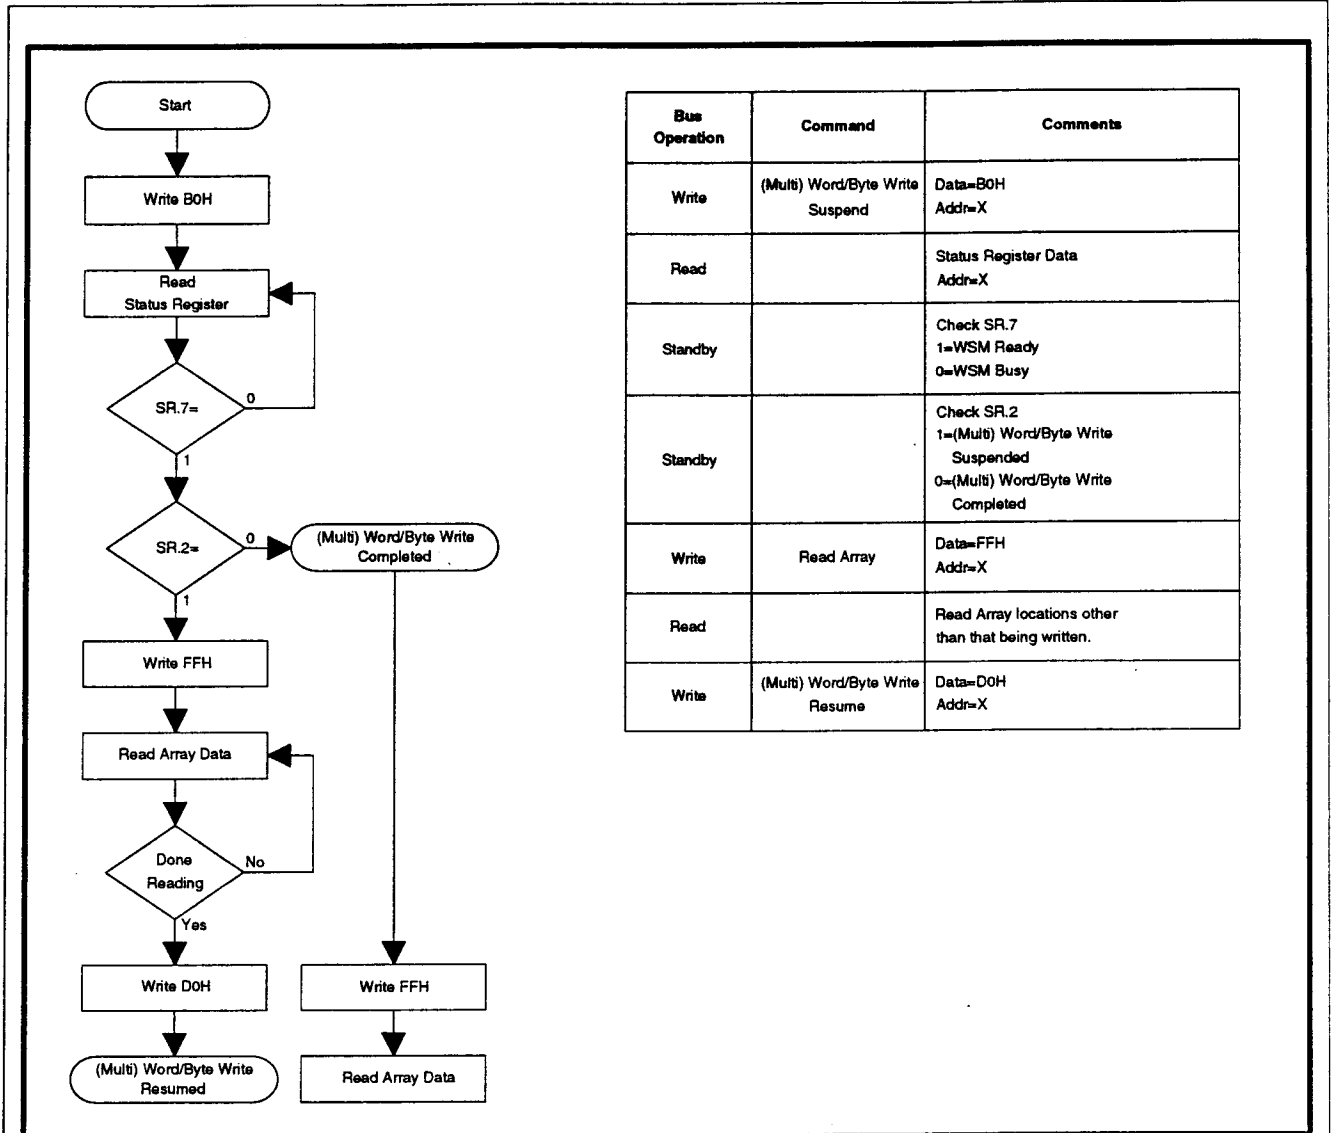 Start
Write B0H
Read
Status Register
SR.7=
0
1
SR.2=
0
(Multi) Word/Byte Write
Completed
1
Write FFH
Read Array Data
Done
Reading
No
Yes
Write D0H
Write FFH
(Multi) Word/Byte Write
Resumed
Read Array Data
Bus
Operation
Command
Comments
Write
(Multi) Word/Byte Write
Suspend
Data=B0H
Addr=X
Read
Status Register Data
Addr=X
Standby
Check SR.7
1=WSM Ready
0=WSM Busy
Standby
Check SR.2
1=(Multi) Word/Byte Write
Suspended
0=(Multi) Word/Byte Write
Completed
Write
Read Array
Data=FFH
Addr=X
Read
Read Array locations other
than that being written.
Write
(Multi) Word/Byte Write
Resume
Data=D0H
Addr=X